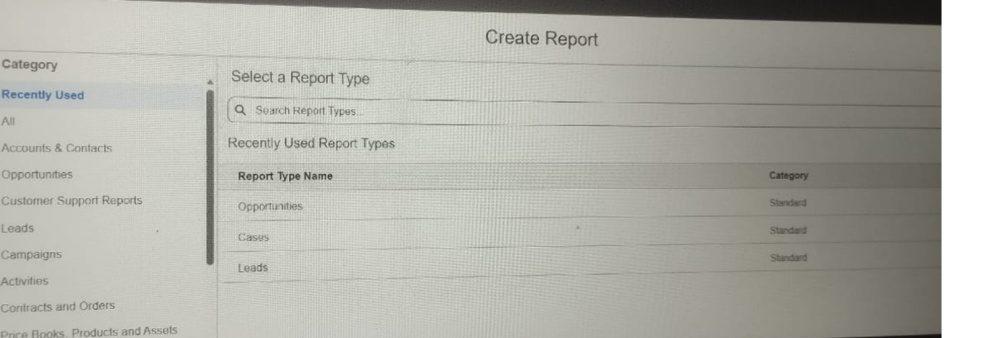 Create Report
Category
Recently Used
All
Accounts & Contacts
Opportunities
Customer Support Reports
Leads
Campaigns
Activities
Contracts and Orders
Price Books, Products and Assets
Select a Report Type
Search Report Types...
Recently Used Report Types
Report Type Name Category
Opportunities Standard
Cases Standard
Leads Standard